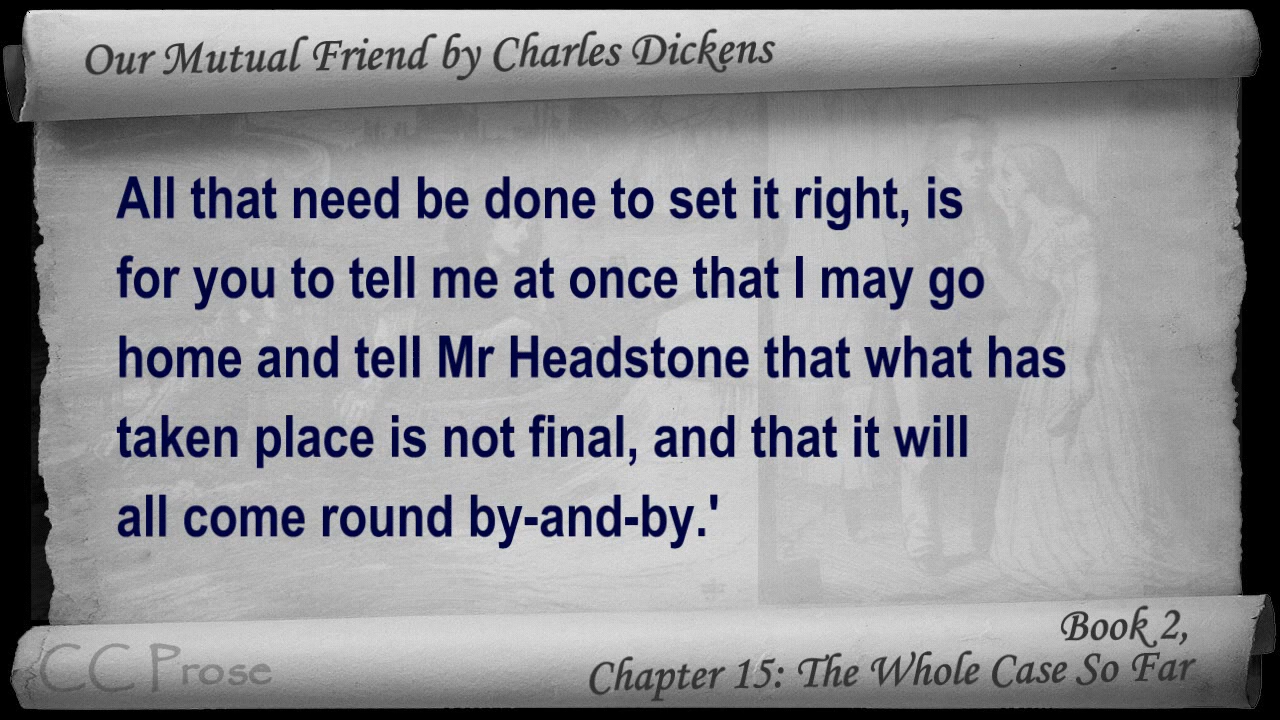 Our Mutual Friend by Charles Dickens
All that need be done to set it right, is
for you to tell me at once that I may go
home and tell Mr Headstone that what has
taken place is not final, and that it will
all come round by-and-by.'
Book 2,
Chapter 15: The Whole Case So Far
CC Prose